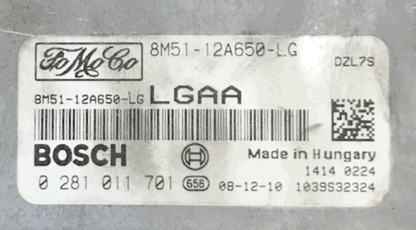 FoMoCo 8M51-12A650-LG
DZL7S
8M51-12A650-LG LGAA
BOSCH Made in Hungary
1414 0224
0 281 011 701 656 08-12-10 1039S32324